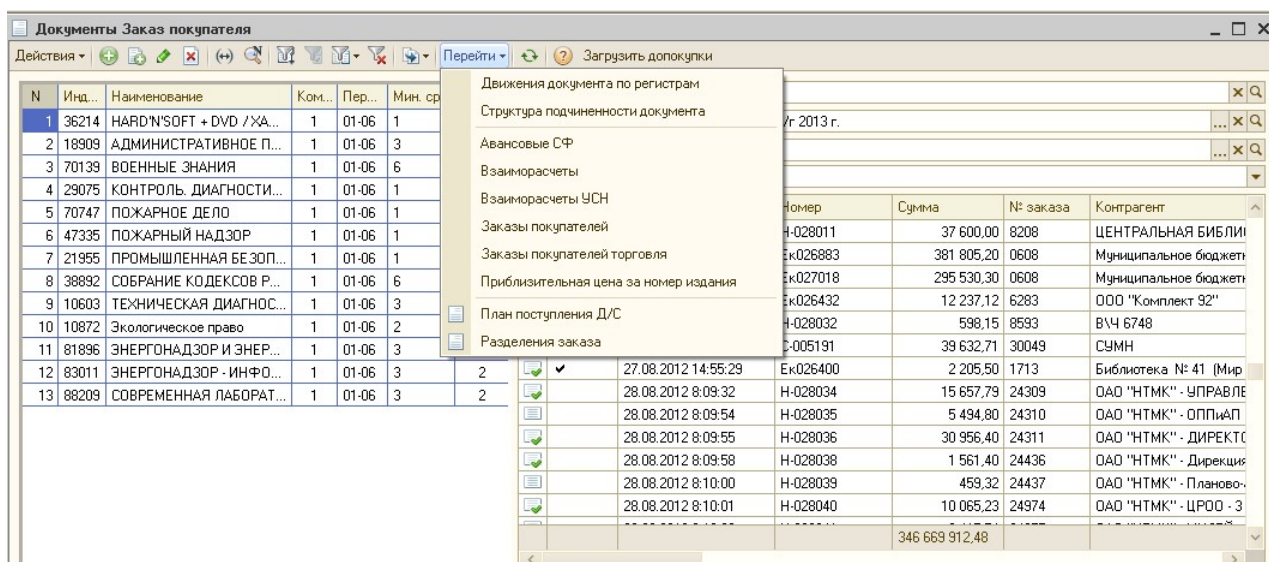 Документы Заказ покупателя
Действия Перейти Загрузить допокупки
N Инд... Наименование Ком... Пер... Мин. ср
1 36214 HARD'N'SOFT + DVD / ХА... 1 01-06 1
2 18909 АДМИНИСТРАТИВНОЕ П... 1 01-06 3
3 70139 ВОЕННЫЕ ЗНАНИЯ 1 01-06 6
4 29075 КОНТРОЛЬ. ДИАГНОСТИ... 1 01-06 1
5 70747 ПОЖАРНОЕ ДЕЛО 1 01-06 1
6 47335 ПОЖАРНЫЙ НАДЗОР 1 01-06 1
7 21955 ПРОМЫШЛЕННАЯ БЕЗОП... 1 01-06 1
8 38892 СОБРАНИЕ КОДЕКСОВ Р... 1 01-06 6
9 10603 ТЕХНИЧЕСКАЯ ДИАГНОС... 1 01-06 3
10 10872 Экологическое право 1 01-06 2
11 81896 ЭНЕРГОНАДЗОР И ЭНЕР... 1 01-06 3
12 83011 ЭНЕРГОНАДЗОР - ИНФО... 1 01-06 3 2
13 88209 СОВРЕМЕННАЯ ЛАБОРАТ... 1 01-06 3 2
Движения документа по регистрам
Структура подчиненности документа
Авансовые СФ
Взаиморасчеты
Взаиморасчеты УСН
Заказы покупателей
Заказы покупателей торговля
Приблизительная цена за номер издания
План поступления Д/С
Разделения заказа
/г 2013 г.
Номер Сумма № заказа Контрагент
Н-028011 37 600,00 8208 ЦЕНТРАЛЬНАЯ БИБЛИО
Ек026883 381 805,20 0608 Муниципальное бюджетн
Ек027018 295 530,30 0608 Муниципальное бюджетн
Ек026432 12 237,12 6283 ООО "Комплект 92"
Н-028032 598,15 8593 В\Ч 6748
С-005191 39 632,71 30049 СУМН
27.08.2012 14:55:29 Ек026400 2 205,50 1713 Библиотека № 41 (Мир
28.08.2012 8:09:32 Н-028034 15 657,79 24309 ОАО "НТМК" - УПРАВЛЕ
28.08.2012 8:09:54 Н-028035 5 494,80 24310 ОАО "НТМК" - ОППиАП
28.08.2012 8:09:55 Н-028036 30 956,40 24311 ОАО "НТМК" - ДИРЕКТО
28.08.2012 8:09:58 Н-028038 1 561,40 24436 ОАО "НТМК" - Дирекция
28.08.2012 8:10:00 Н-028039 459,32 24437 ОАО "НТМК" - Планово-
28.08.2012 8:10:01 Н-028040 10 065,23 24974 ОАО "НТМК" - ЦРОО - 3
346 669 912,48